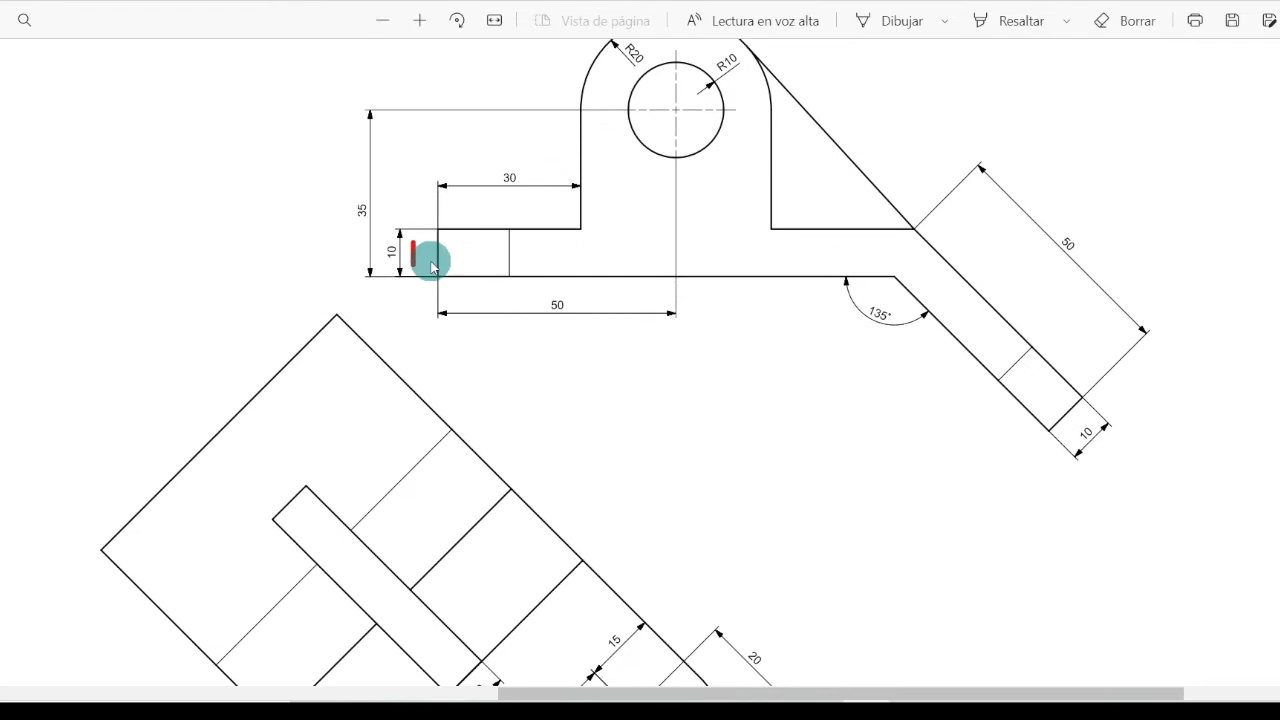 Vista de página
Lectura en voz alta
Dibujar
Resaltar
Borrar
R20
R10
30
35
10
50
50
135°
10
15
20